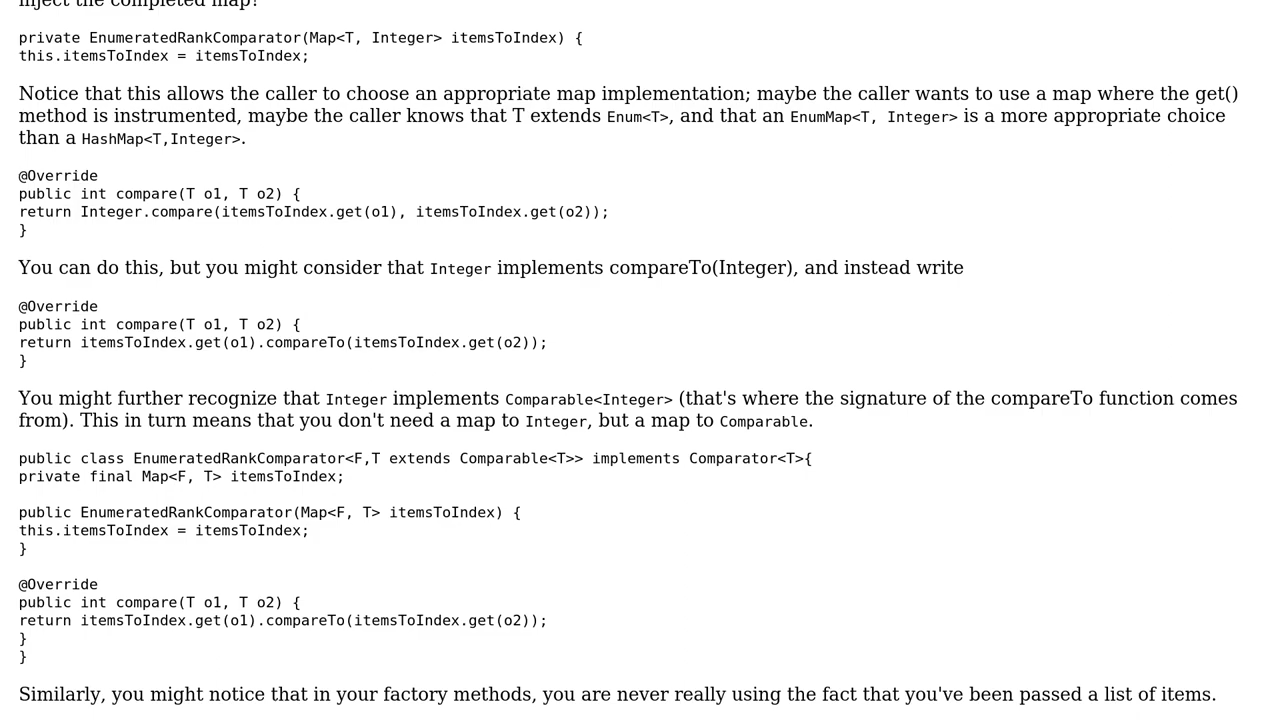 inject the completed map?
private EnumeratedRankComparator(Map<T, Integer> itemsToIndex) {
this.itemsToIndex = itemsToIndex;
Notice that this allows the caller to choose an appropriate map implementation; maybe the caller wants to use a map where the get()
method is instrumented, maybe the caller knows that T extends Enum<T>, and that an EnumMap<T, Integer> is a more appropriate choice
than a HashMap<T,Integer>.
@Override
public int compare(T o1, T o2) {
return Integer.compare(itemsToIndex.get(o1), itemsToIndex.get(o2));
}
You can do this, but you might consider that Integer implements compareTo(Integer), and instead write
@Override
public int compare(T o1, T o2) {
return itemsToIndex.get(o1).compareTo(itemsToIndex.get(o2));
}
You might further recognize that Integer implements Comparable<Integer> (that's where the signature of the compareTo function comes
from). This in turn means that you don't need a map to Integer, but a map to Comparable.
public class EnumeratedRankComparator<F,T extends Comparable<T>> implements Comparator<T>{
private final Map<F, T> itemsToIndex;
public EnumeratedRankComparator(Map<F, T> itemsToIndex) {
this.itemsToIndex = itemsToIndex;
}
@Override
public int compare(T o1, T o2) {
return itemsToIndex.get(o1).compareTo(itemsToIndex.get(o2));
}
}
Similarly, you might notice that in your factory methods, you are never really using the fact that you've been passed a list of items.